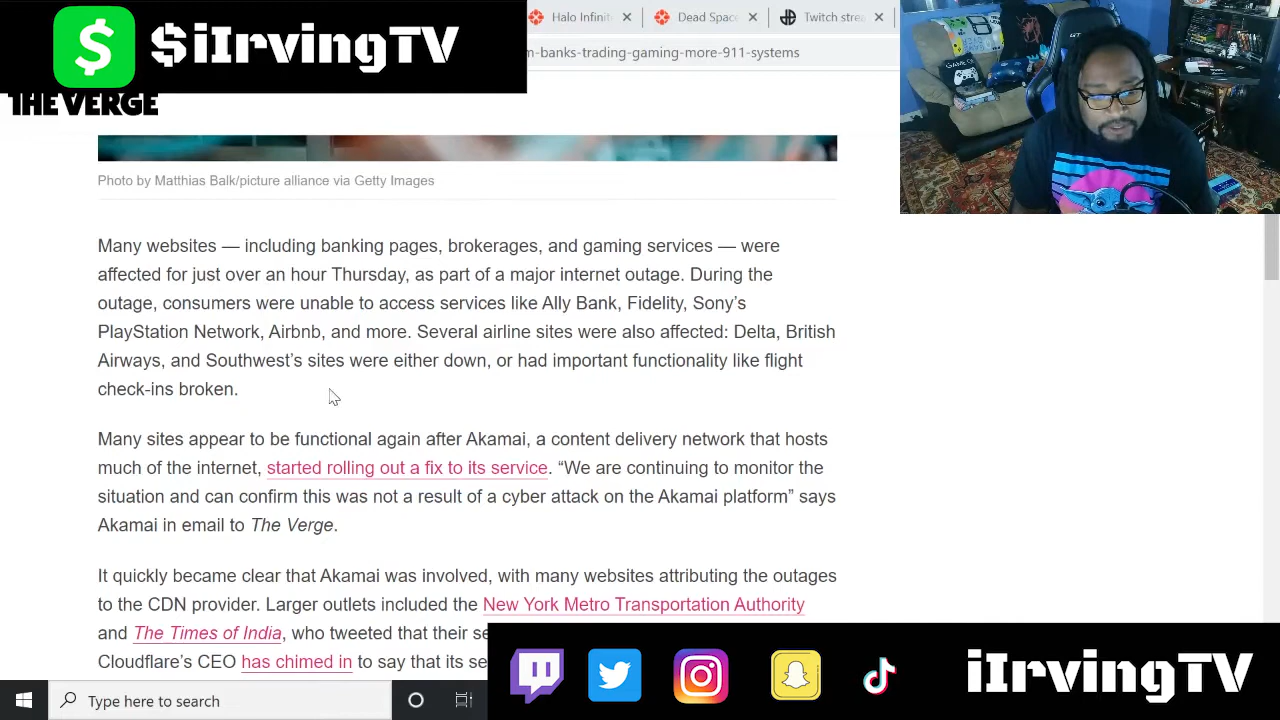 $iIrvingTV
Halo Infinit
Dead Space
Twitch strea
m-banks-trading-gaming-more-911-systems
THE VERGE
Photo by Matthias Balk/picture alliance via Getty Images
Many websites — including banking pages, brokerages, and gaming services — were
affected for just over an hour Thursday, as part of a major internet outage. During the
outage, consumers were unable to access services like Ally Bank, Fidelity, Sony’s
PlayStation Network, Airbnb, and more. Several airline sites were also affected: Delta, British
Airways, and Southwest’s sites were either down, or had important functionality like flight
check-ins broken.
Many sites appear to be functional again after Akamai, a content delivery network that hosts
much of the internet, started rolling out a fix to its service. “We are continuing to monitor the
situation and can confirm this was not a result of a cyber attack on the Akamai platform” says
Akamai in email to The Verge.
It quickly became clear that Akamai was involved, with many websites attributing the outages
to the CDN provider. Larger outlets included the New York Metro Transportation Authority
and The Times of India, who tweeted that their se
Cloudflare’s CEO has chimed in to say that its se
iIrvingTV
Type here to search